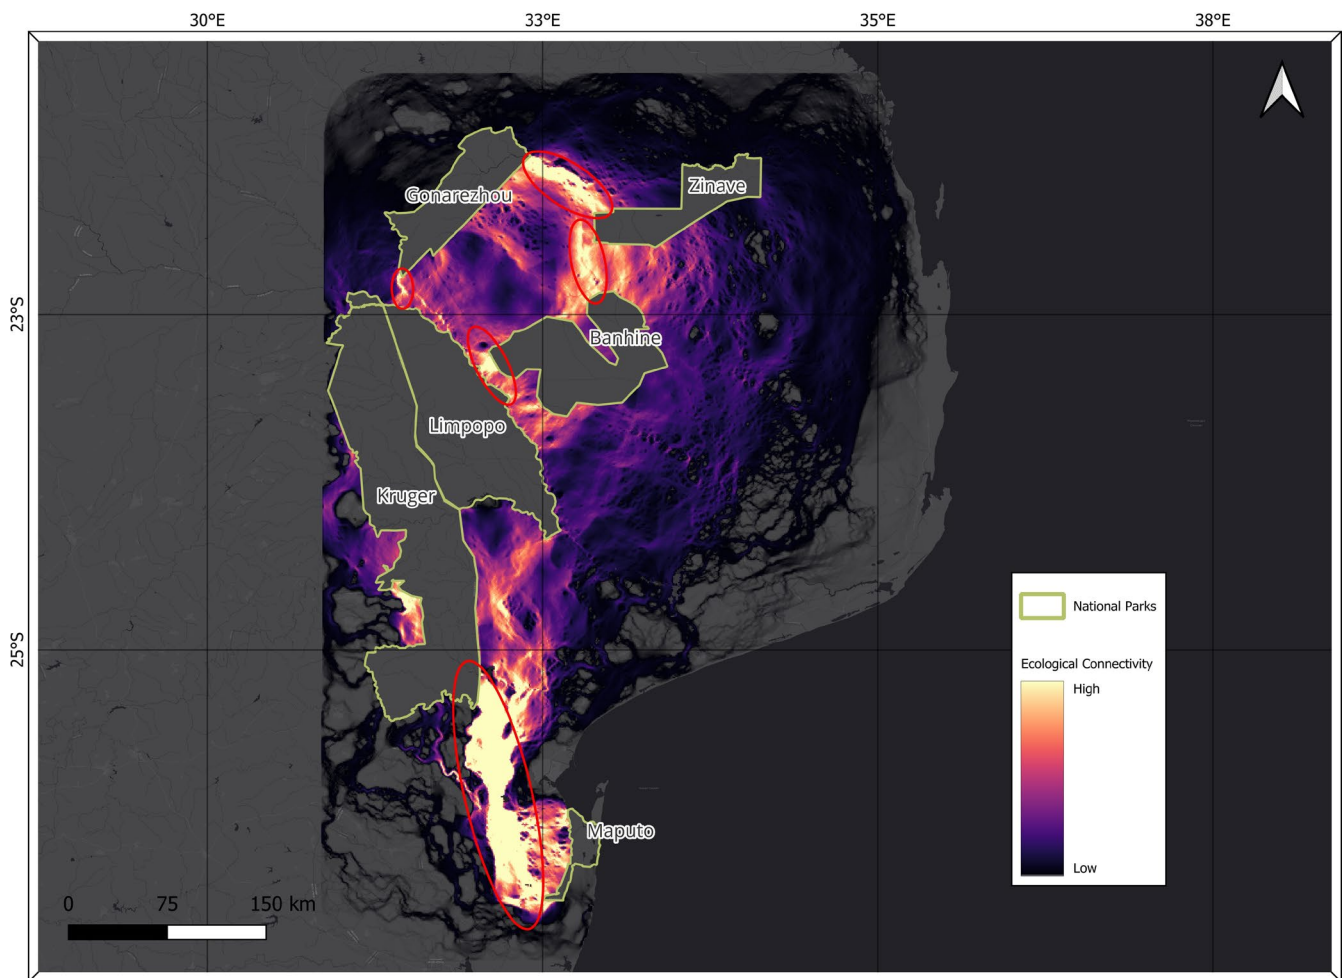 30°E 33°E 35°E 38°E
Gonarezhou
Zinave
23°S
Banhine
Limpopo
Kruger
National Parks
Ecological Connectivity
25°S
High
Maputo
Low
0 75 150 km